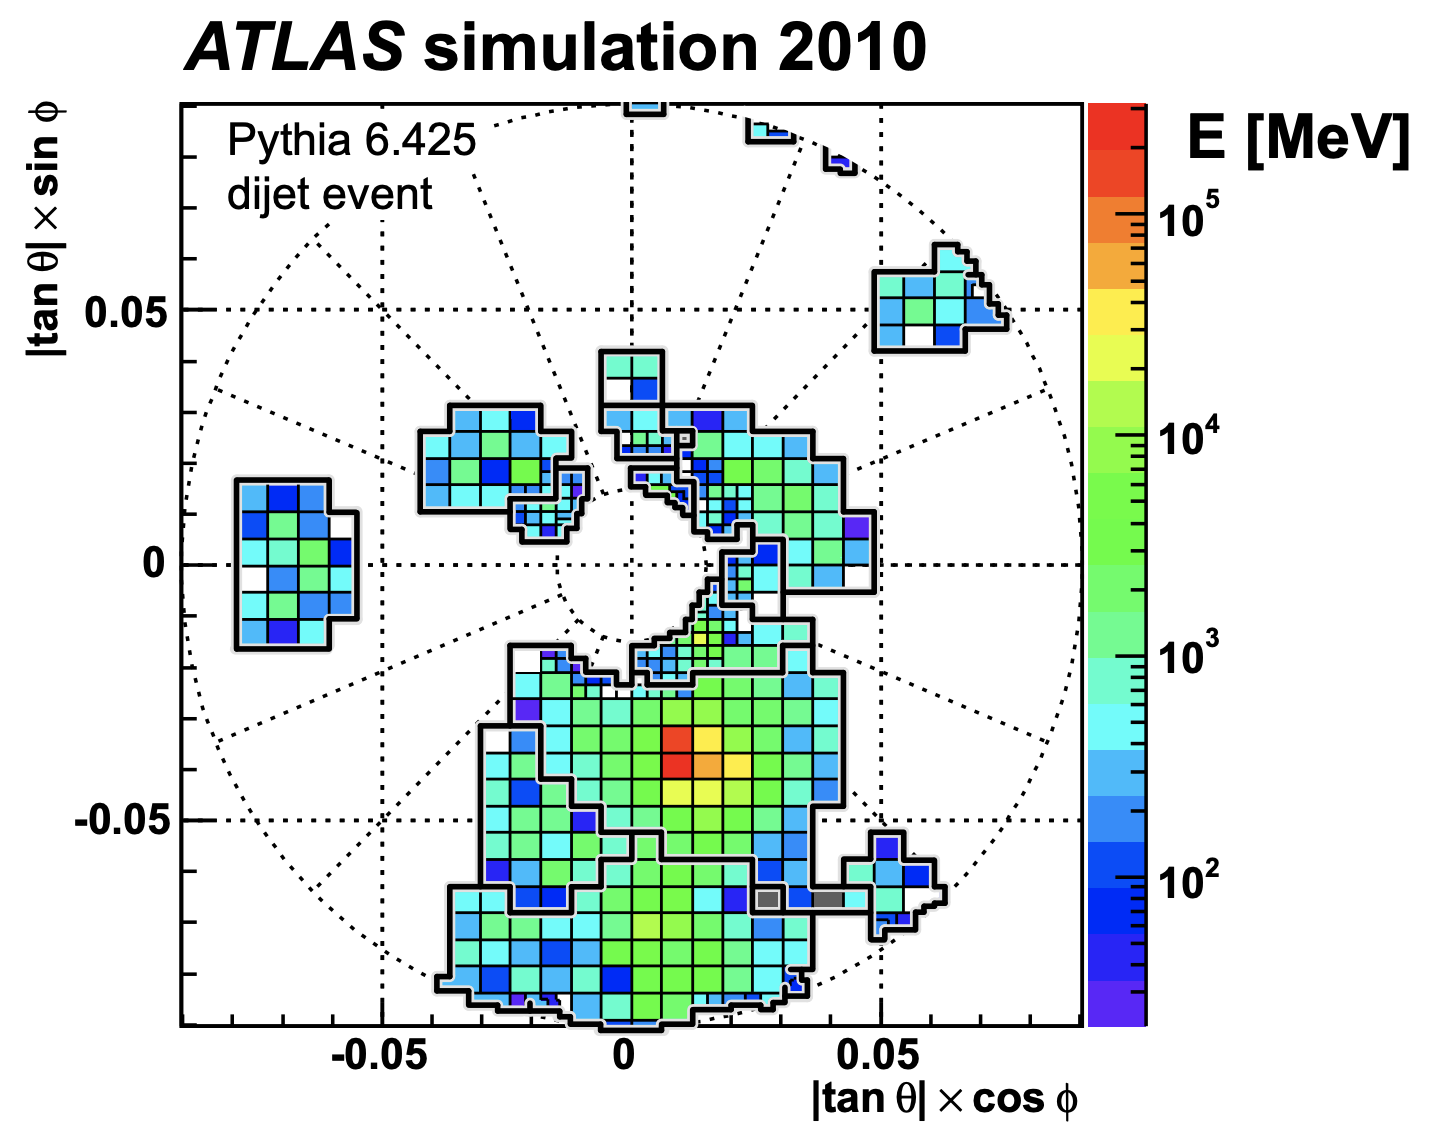 ATLAS simulation 2010
Pythia 6.425
dijet event
E [MeV]
10^5
10^4
10^3
10^2
|tan θ| × sin ϕ
0.05
0
-0.05
-0.05
0
0.05
|tan θ| × cos ϕ